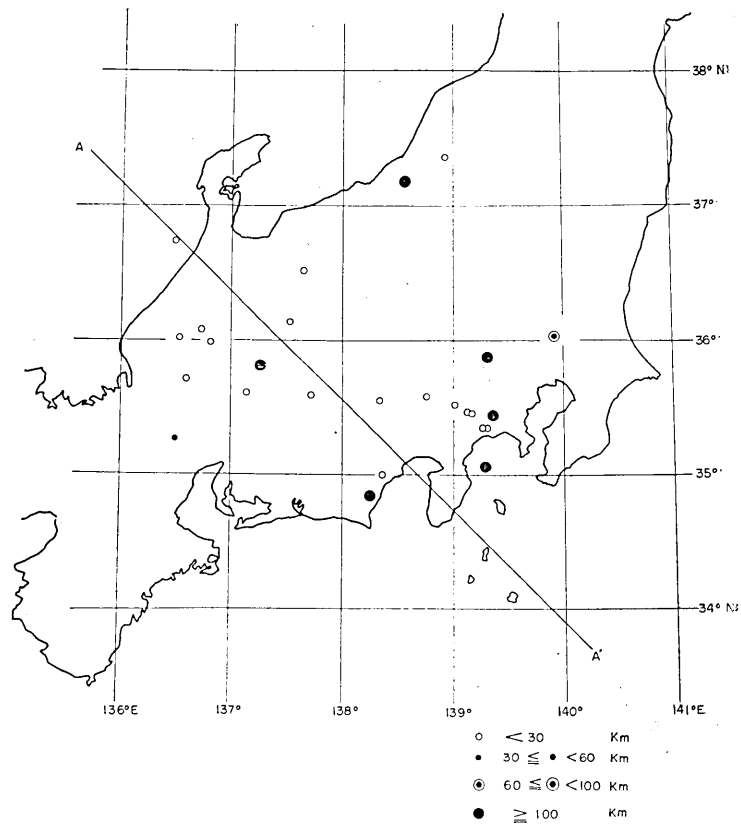 38° N
A
37°
36°
35°
34° N
A'
136°E 137° 138° 139° 140° 141°E
○ < 30 Km
• 30 ≦ • < 60 Km
◉ 60 ≦ ◉ < 100 Km
● ≧ 100 Km